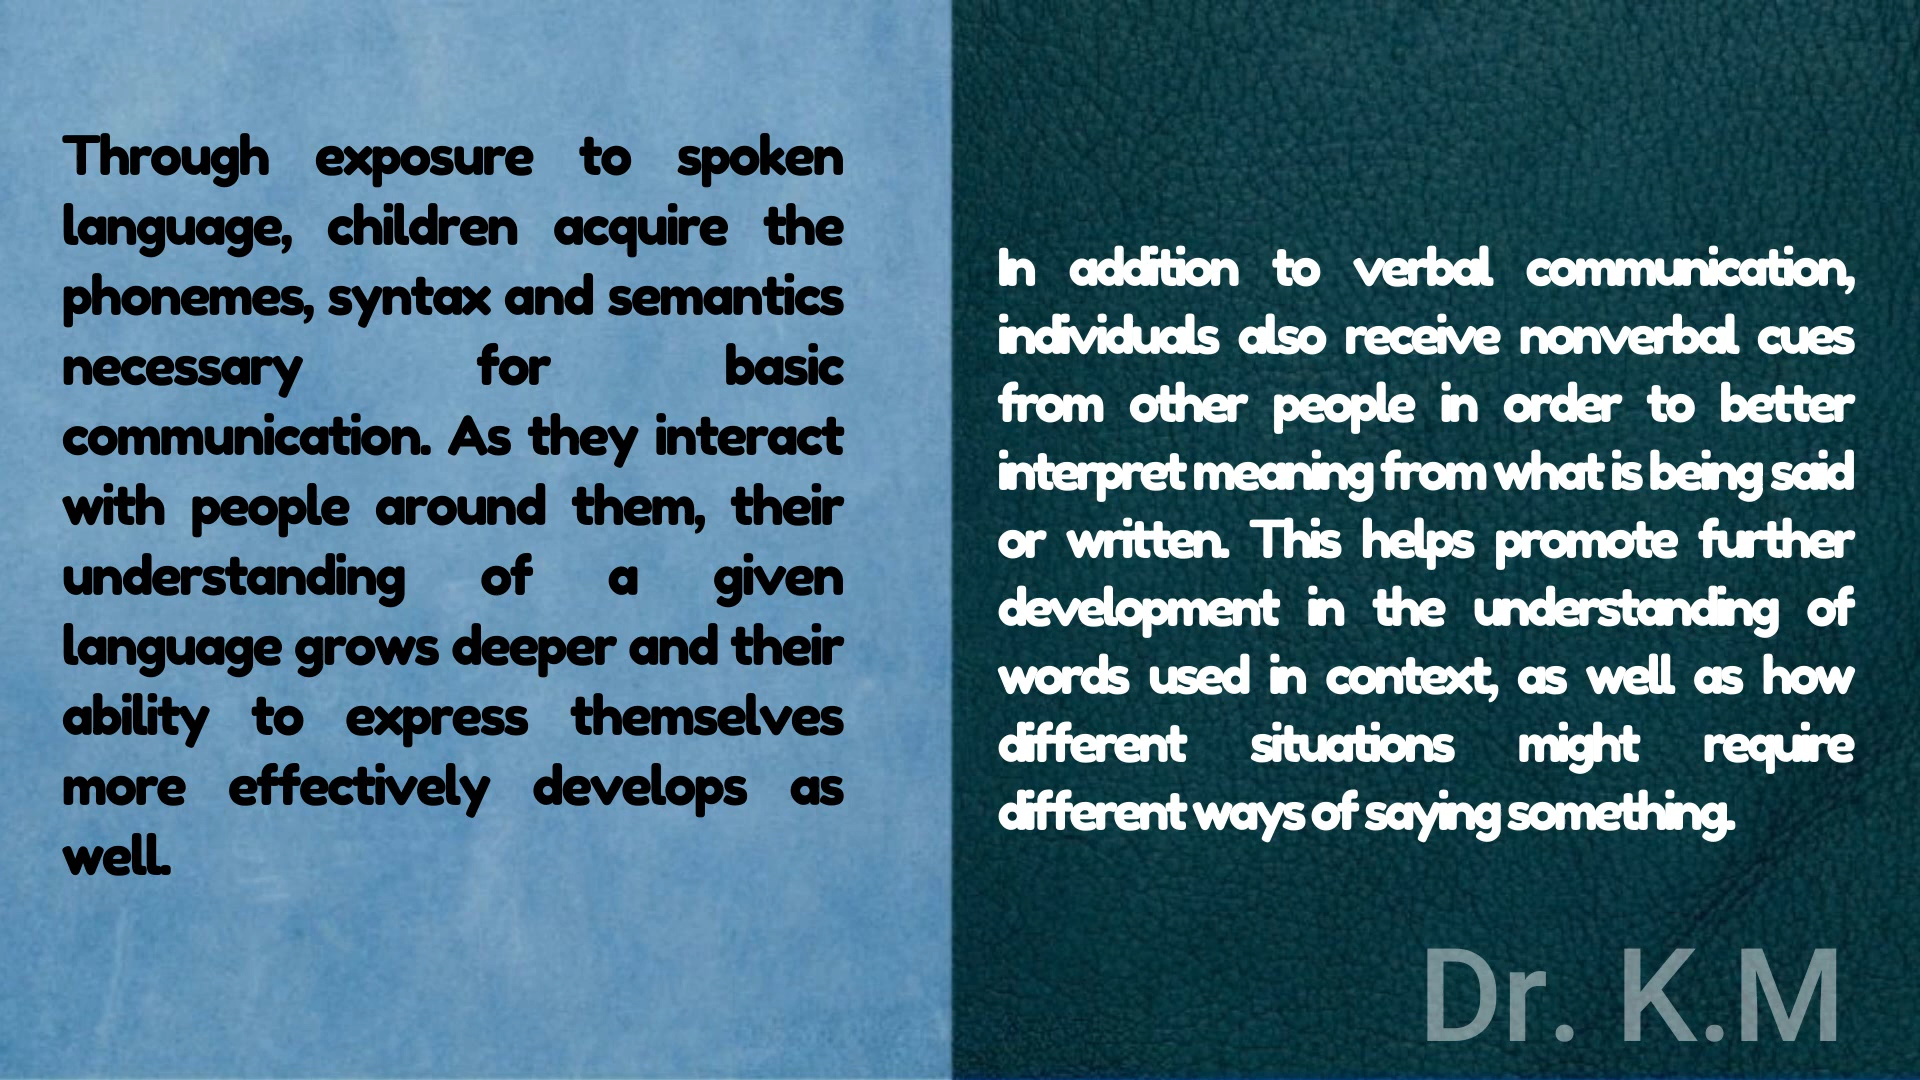 Through exposure to spoken
language, children acquire the
phonemes, syntax and semantics
necessary for basic
communication. As they interact
with people around them, their
understanding of a given
language grows deeper and their
ability to express themselves
more effectively develops as
well.
In addition to verbal communication,
individuals also receive nonverbal cues
from other people in order to better
interpret meaning from what is being said
or written. This helps promote further
development in the understanding of
words used in context, as well as how
different situations might require
different ways of saying something.
Dr. K.M